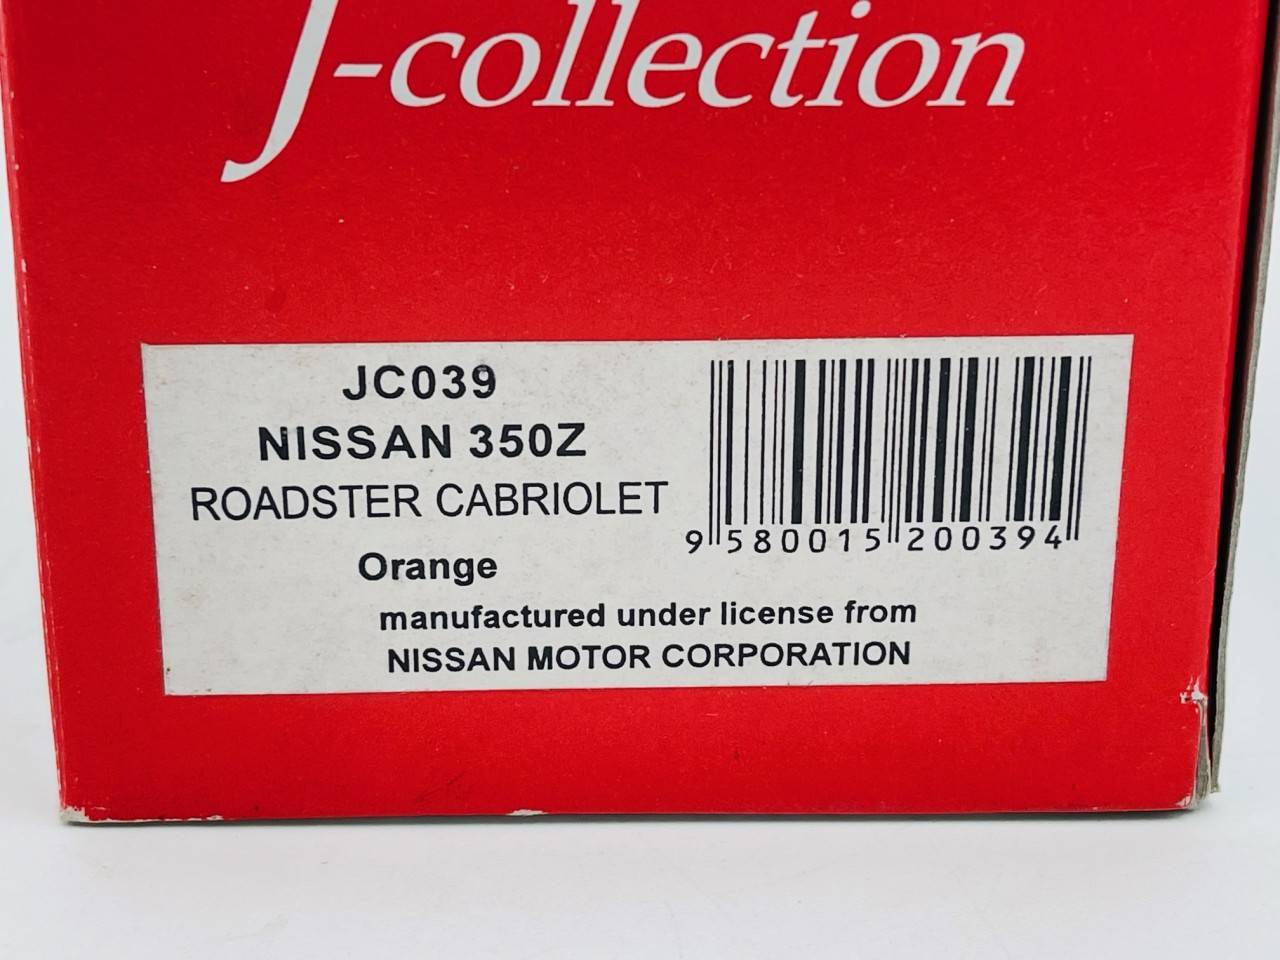 J-collection
JC039
NISSAN 350Z
ROADSTER CABRIOLET
Orange
9 580015 200394
manufactured under license from
NISSAN MOTOR CORPORATION